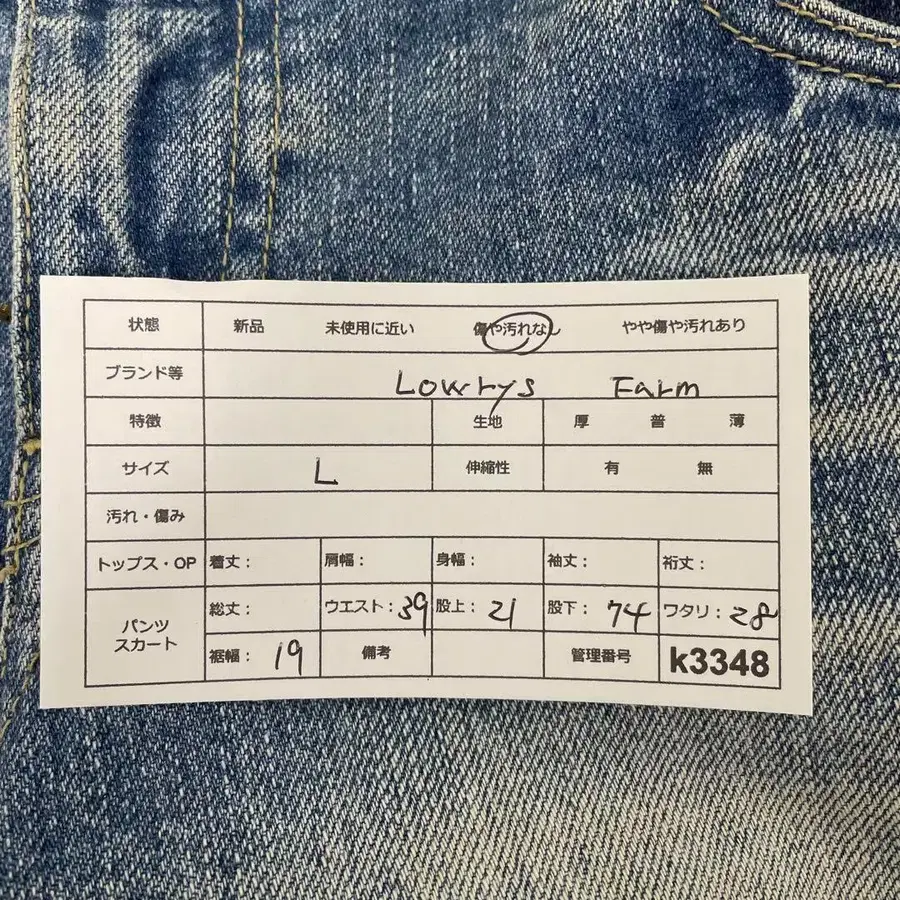 状態 新品 未使用に近い 傷や汚れなし やや傷や汚れあり
ブランド等 Lowrys Farm
特徴 生地 厚 普 薄
サイズ L 伸縮性 有 無
汚れ・傷み
トップス・OP 着丈: 肩幅: 身幅: 袖丈: 裄丈:
パンツ スカート 総丈: ウエスト:39 股上:21 股下:74 ワタリ:28
裾幅:19 備考 管理番号 k3348